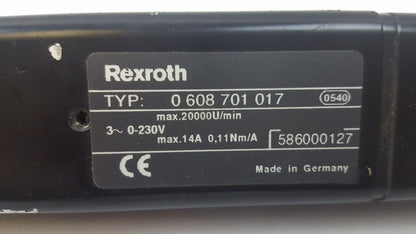 Rexroth
TYP: 0 608 701 017 0540
max.20000U/min
3~ 0-230V
max.14A 0,11Nm/A 586000127
CE Made in Germany